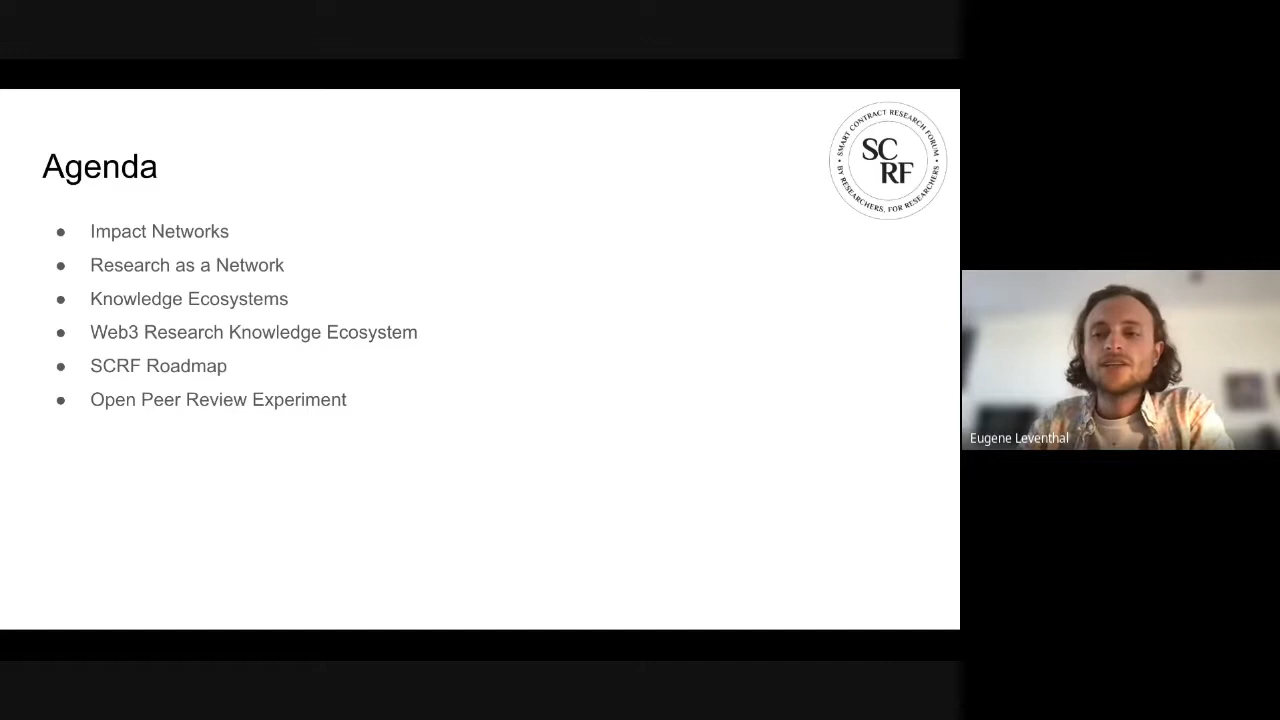 Agenda
● Impact Networks
● Research as a Network
● Knowledge Ecosystems
● Web3 Research Knowledge Ecosystem
● SCRF Roadmap
● Open Peer Review Experiment
• SMART CONTRACT RESEARCH FORUM •
BY RESEARCHERS, FOR RESEARCHERS
SC
RF
Eugene Leventhal